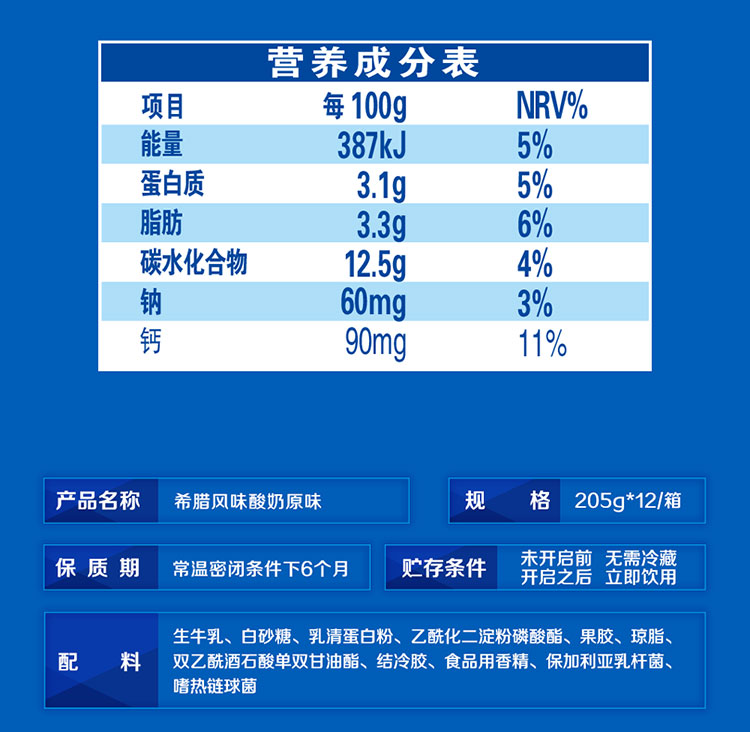 营养成分表
项目 每100g NRV%
能量 387kJ 5%
蛋白质 3.1g 5%
脂肪 3.3g 6%
碳水化合物 12.5g 4%
钠 60mg 3%
钙 90mg 11%
产品名称 希腊风味酸奶原味
规 格 205g*12/箱
保质期 常温密闭条件下6个月
贮存条件 未开启前 无需冷藏
开启之后 立即饮用
配 料 生牛乳、白砂糖、乳清蛋白粉、乙酰化二淀粉磷酸酯、果胶、琼脂、
双乙酰酒石酸单双甘油酯、结冷胶、食品用香精、保加利亚乳杆菌、
嗜热链球菌